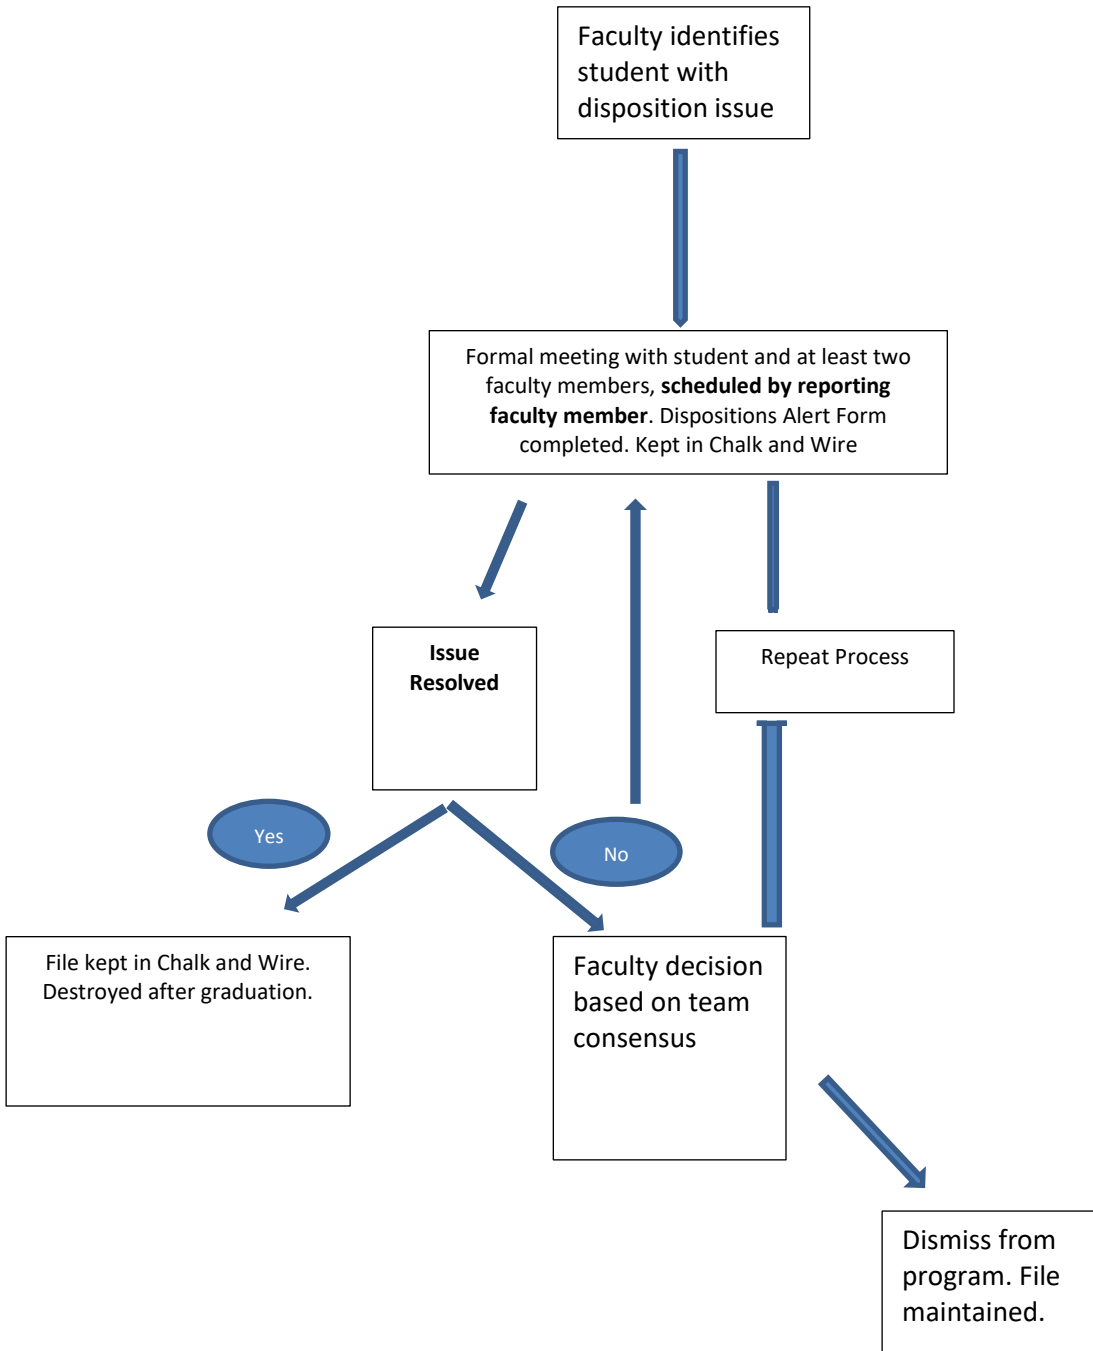 Faculty identifies
student with
disposition issue
Formal meeting with student and at least two
faculty members, scheduled by reporting
faculty member. Dispositions Alert Form
completed. Kept in Chalk and Wire
Issue
Resolved
Repeat Process
Yes
No
File kept in Chalk and Wire.
Destroyed after graduation.
Faculty decision
based on team
consensus
Dismiss from
program. File
maintained.